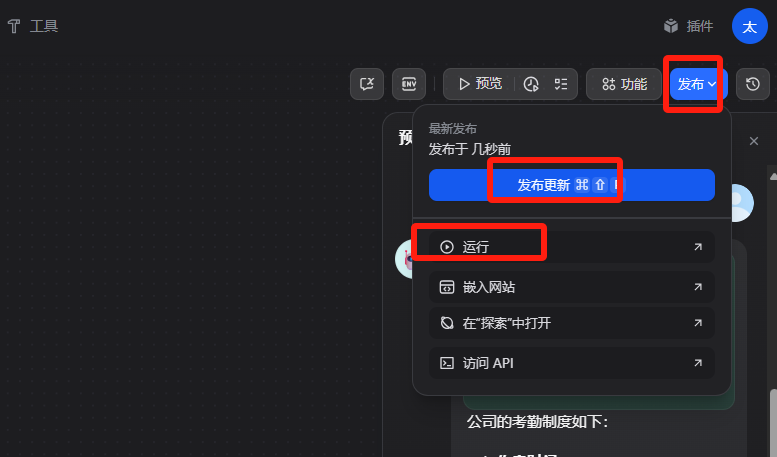 工具
插件
太
ENV
预览
功能
发布
最新发布
发布于 几秒前
发布更新 ⌘ ⇧
运行
嵌入网站
在“探索”中打开
访问 API
公司的考勤制度如下：